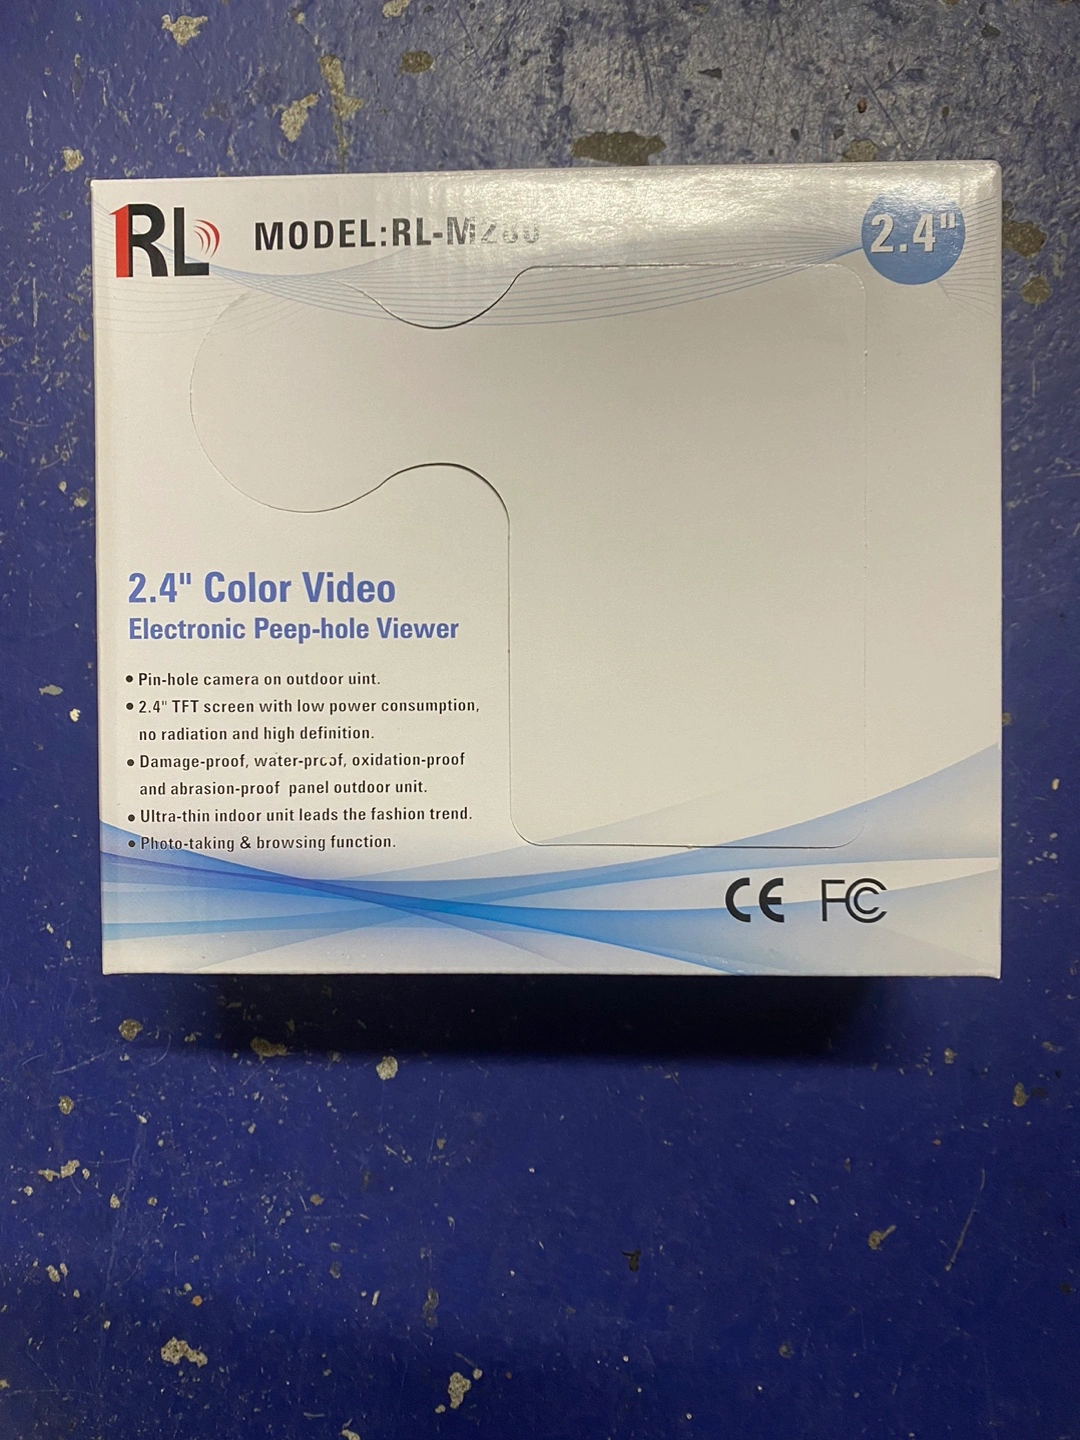 RL
MODEL:RL-M200
2.4"
2.4" Color Video
Electronic Peep-hole Viewer
• Pin-hole camera on outdoor uint.
• 2.4" TFT screen with low power consumption,
no radiation and high definition.
• Damage-proof, water-proof, oxidation-proof
and abrasion-proof panel outdoor unit.
• Ultra-thin indoor unit leads the fashion trend.
• Photo-taking & browsing function.
CE FC